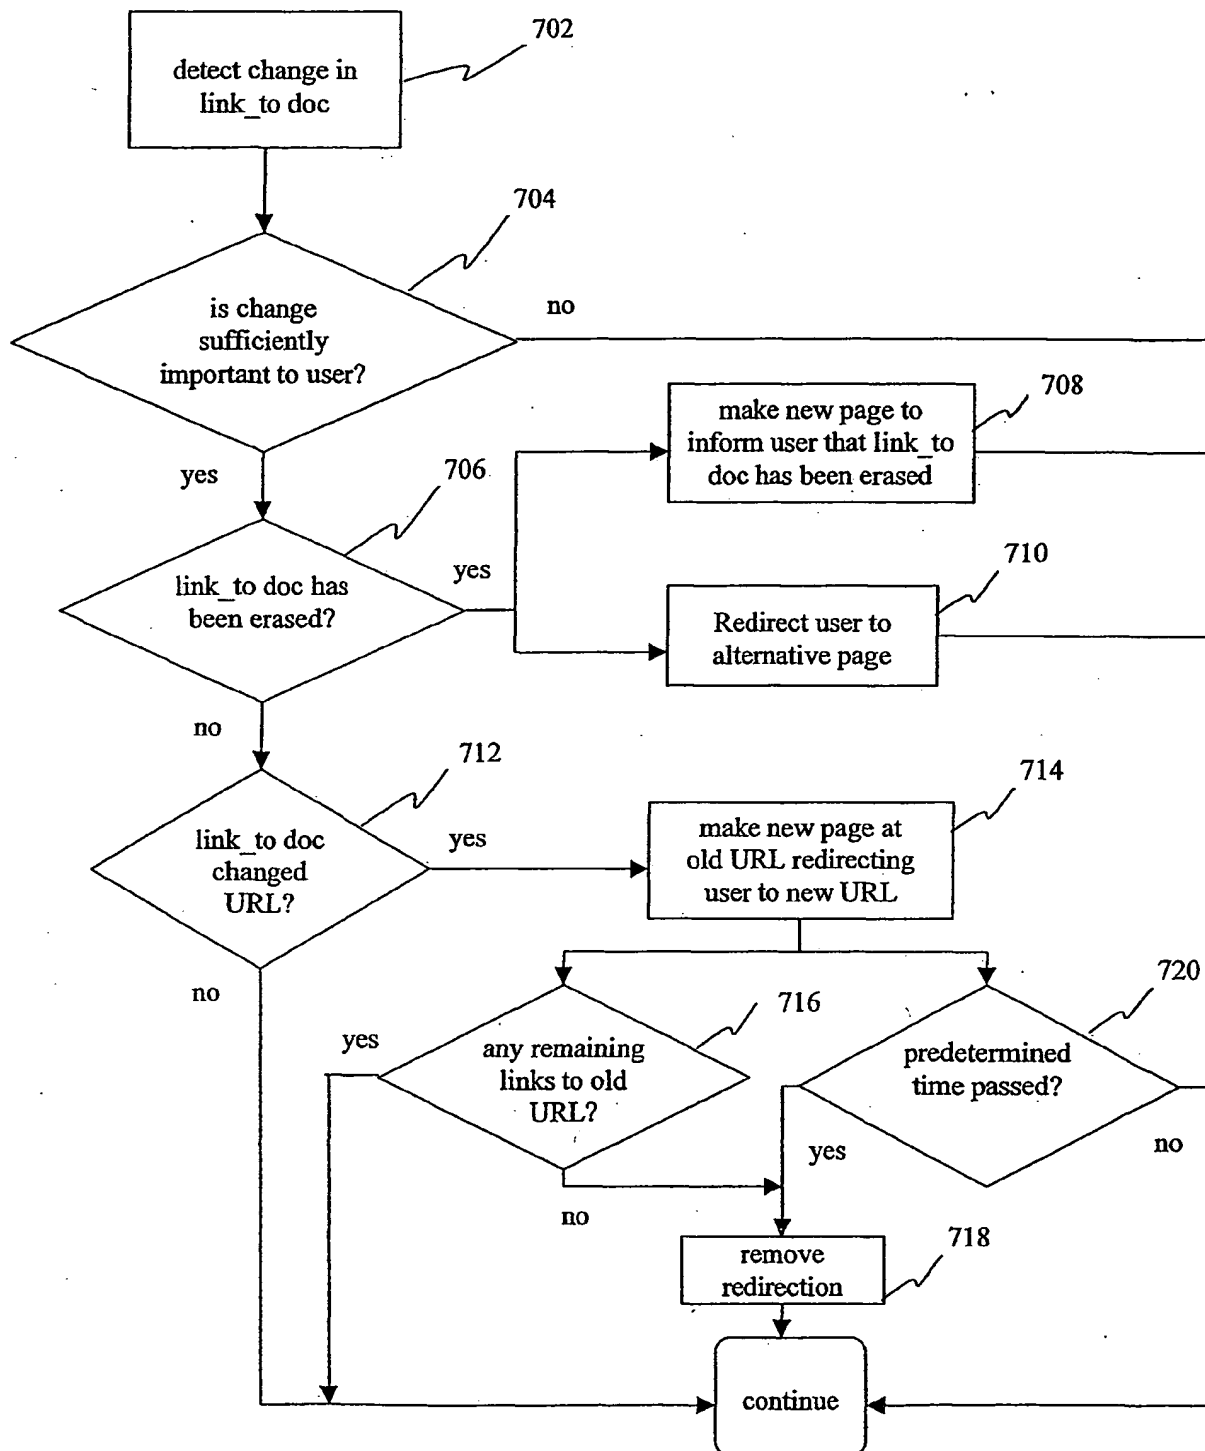 702
detect change in
link_to doc
704
is change
sufficiently
important to user?
no
yes
708
make new page to
inform user that link_to
doc has been erased
706
link_to doc has
been erased?
yes
710
Redirect user to
alternative page
no
712
link_to doc
changed
URL?
yes
714
make new page at
old URL redirecting
user to new URL
no
716
any remaining
links to old
URL?
yes
no
720
predetermined
time passed?
yes
no
718
remove
redirection
continue